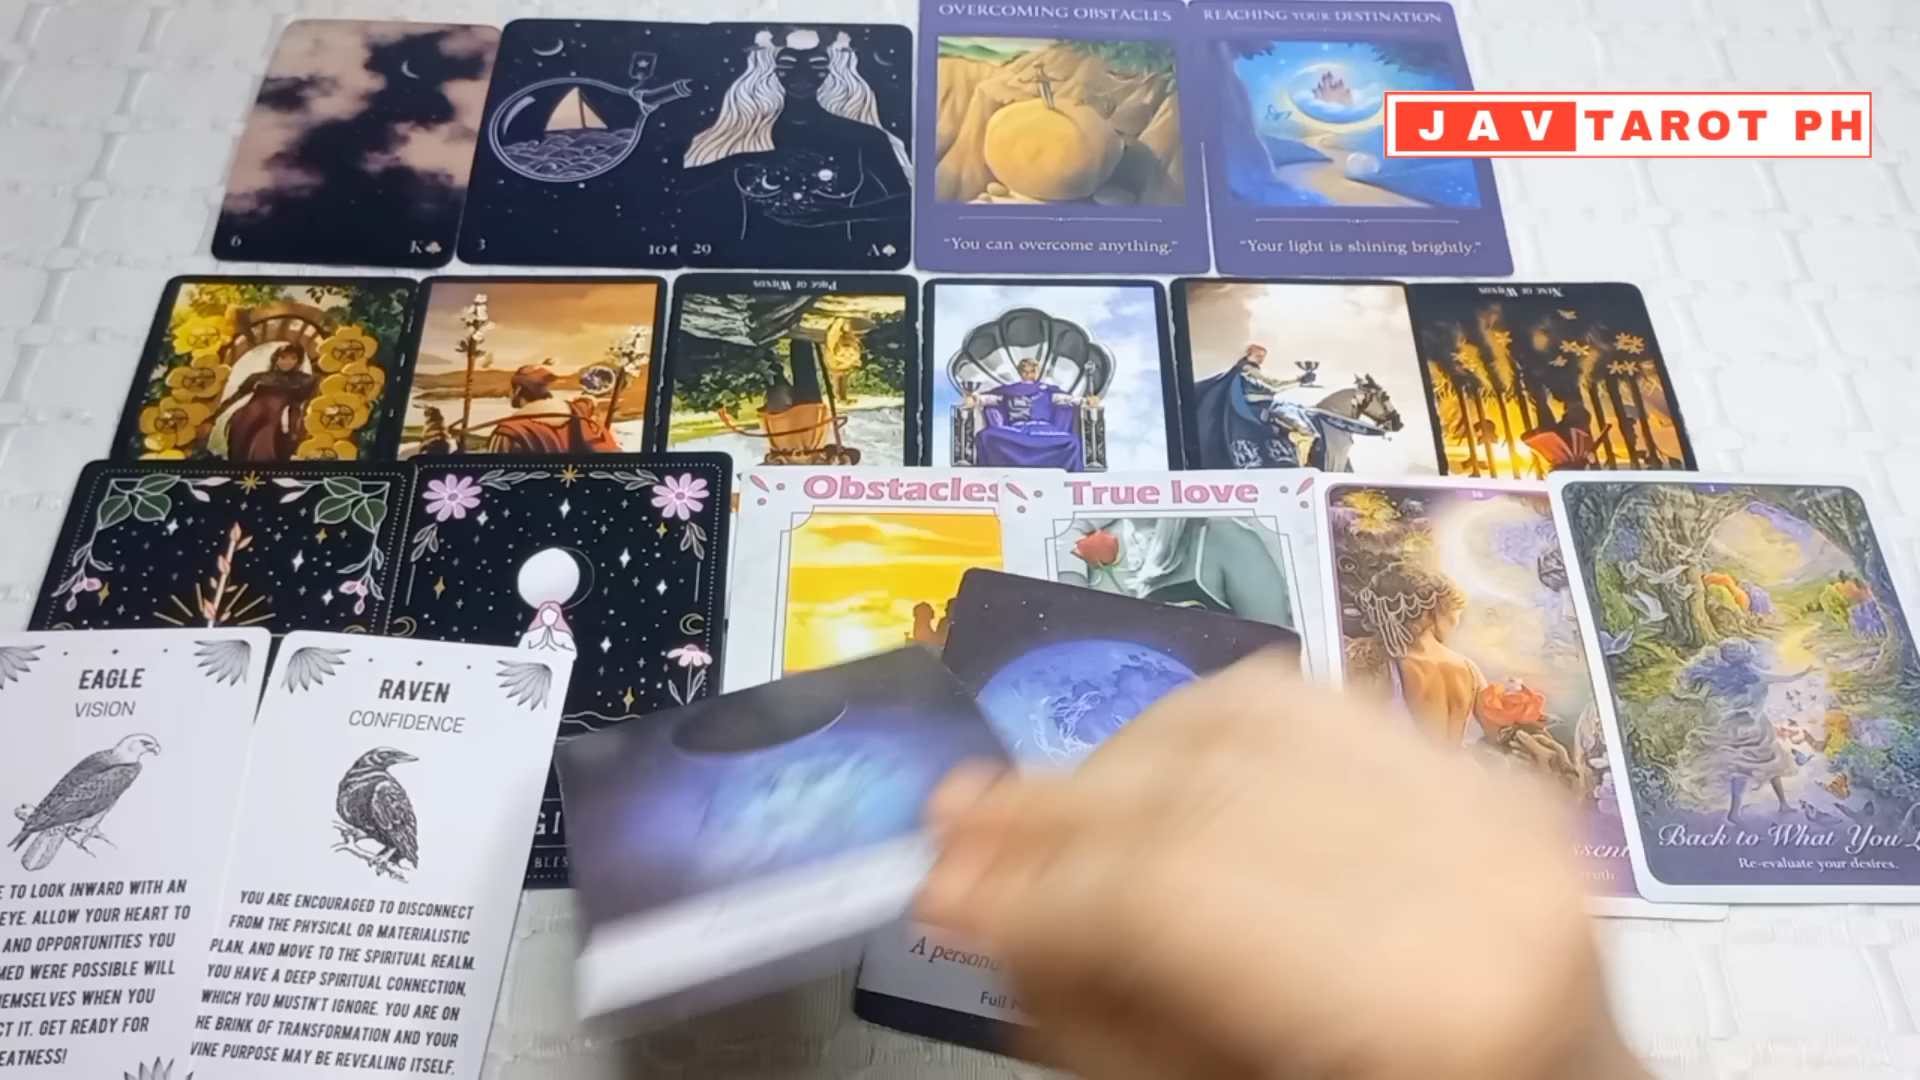 OVERCOMING OBSTACLES
REACHING YOUR DESTINATION
JAV TAROT PH
6
K♣
3
10
29
A♠
"You can overcome anything."
"Your light is shining brightly."
PAGE OF WANDS
NINE OF WANDS
Obstacles
True love
EAGLE
VISION
RAVEN
CONFIDENCE
E TO LOOK INWARD WITH AN
EYE. ALLOW YOUR HEART TO
AND OPPORTUNITIES YOU
MED WERE POSSIBLE WILL
HEMSELVES WHEN YOU
CT IT. GET READY FOR
EATNESS!
YOU ARE ENCOURAGED TO DISCONNECT
FROM THE PHYSICAL OR MATERIALISTIC
PLAN, AND MOVE TO THE SPIRITUAL REALM.
YOU HAVE A DEEP SPIRITUAL CONNECTION,
WHICH YOU MUSTN'T IGNORE. YOU ARE ON
HE BRINK OF TRANSFORMATION AND YOUR
VINE PURPOSE MAY BE REVEALING ITSELF.
GI
BLES
A person
Full
Back to What You L
Re-evaluate your desires.